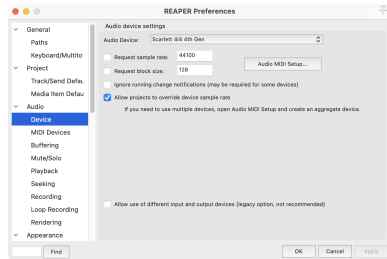 REAPER Preferences
General
Paths
Keyboard/Multito
Project
Track/Send Defau
Media Item Defau
Audio
Device
MIDI Devices
Buffering
Mute/Solo
Playback
Seeking
Recording
Loop Recording
Rendering
Appearance
Find
Audio device settings
Audio Device: Scarlett 4i4 4th Gen
Request sample rate: 44100
Request block size: 128
Audio MIDI Setup...
Ignore running change notifications (may be required for some devices)
Allow projects to override device sample rate
If you need to use multiple devices, open Audio MIDI Setup and create an aggregate device.
Allow use of different input and output devices (legacy option, not recommended)
OK Cancel Apply